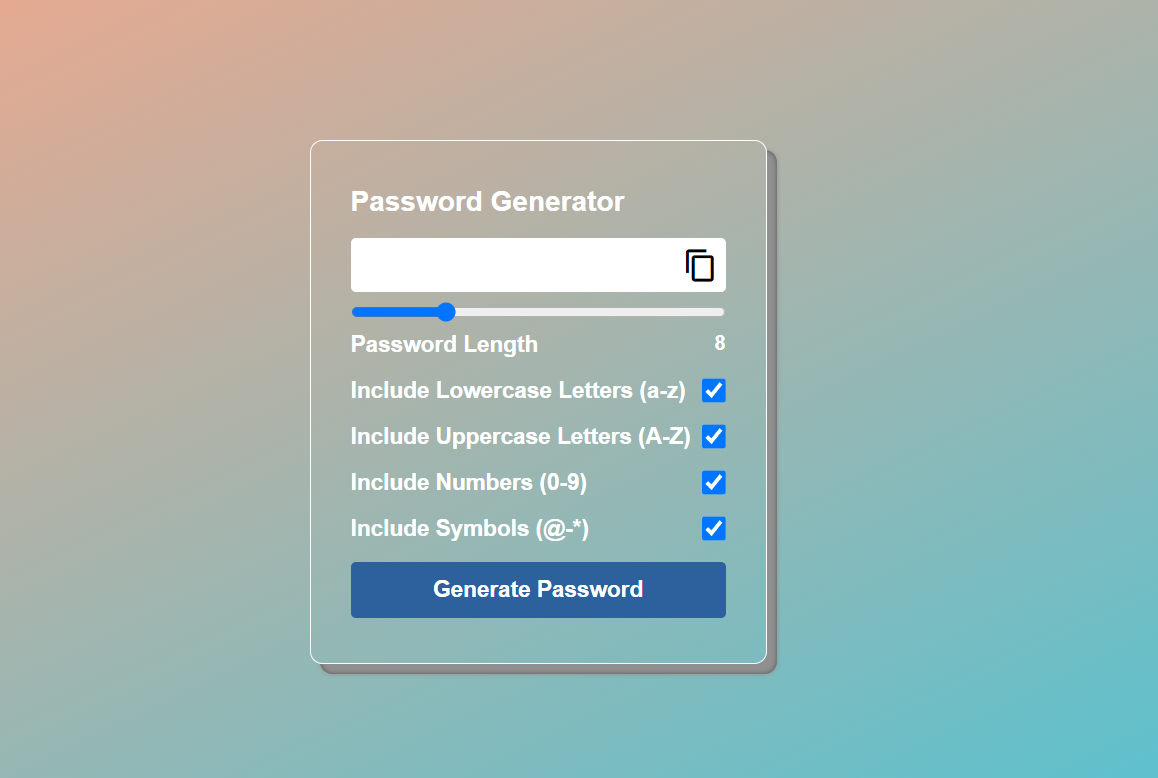 Password Generator
Password Length 8
Include Lowercase Letters (a-z)
Include Uppercase Letters (A-Z)
Include Numbers (0-9)
Include Symbols (@-*)
Generate Password